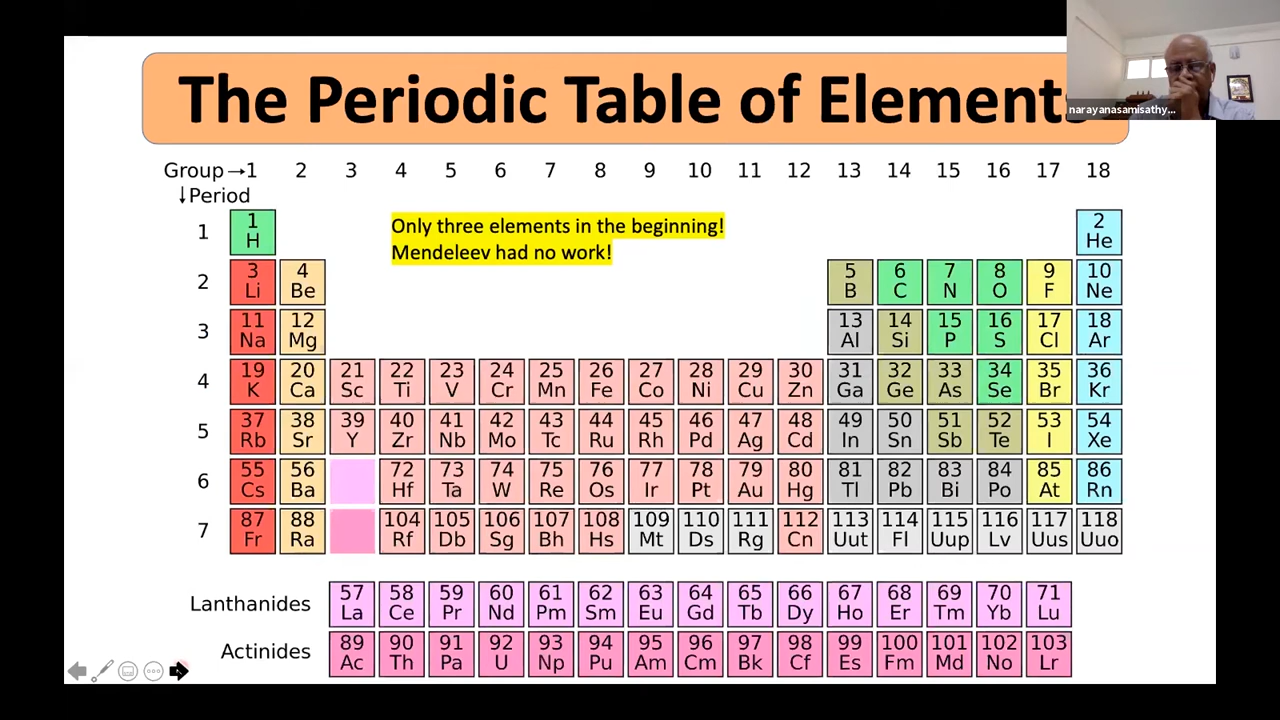 The Periodic Table of Elements
narayanasamisathy...
Group →1 2 3 4 5 6 7 8 9 10 11 12 13 14 15 16 17 18
↓Period
Only three elements in the beginning!
Mendeleev had no work!
1 1 2
H He
2 3 4 5 6 7 8 9 10
Li Be B C N O F Ne
3 11 12 13 14 15 16 17 18
Na Mg Al Si P S Cl Ar
4 19 20 21 22 23 24 25 26 27 28 29 30 31 32 33 34 35 36
K Ca Sc Ti V Cr Mn Fe Co Ni Cu Zn Ga Ge As Se Br Kr
5 37 38 39 40 41 42 43 44 45 46 47 48 49 50 51 52 53 54
Rb Sr Y Zr Nb Mo Tc Ru Rh Pd Ag Cd In Sn Sb Te I Xe
6 55 56 72 73 74 75 76 77 78 79 80 81 82 83 84 85 86
Cs Ba Hf Ta W Re Os Ir Pt Au Hg Tl Pb Bi Po At Rn
7 87 88 104 105 106 107 108 109 110 111 112 113 114 115 116 117 118
Fr Ra Rf Db Sg Bh Hs Mt Ds Rg Cn Uut Fl Uup Lv Uus Uuo
Lanthanides 57 58 59 60 61 62 63 64 65 66 67 68 69 70 71
La Ce Pr Nd Pm Sm Eu Gd Tb Dy Ho Er Tm Yb Lu
Actinides 89 90 91 92 93 94 95 96 97 98 99 100 101 102 103
Ac Th Pa U Np Pu Am Cm Bk Cf Es Fm Md No Lr